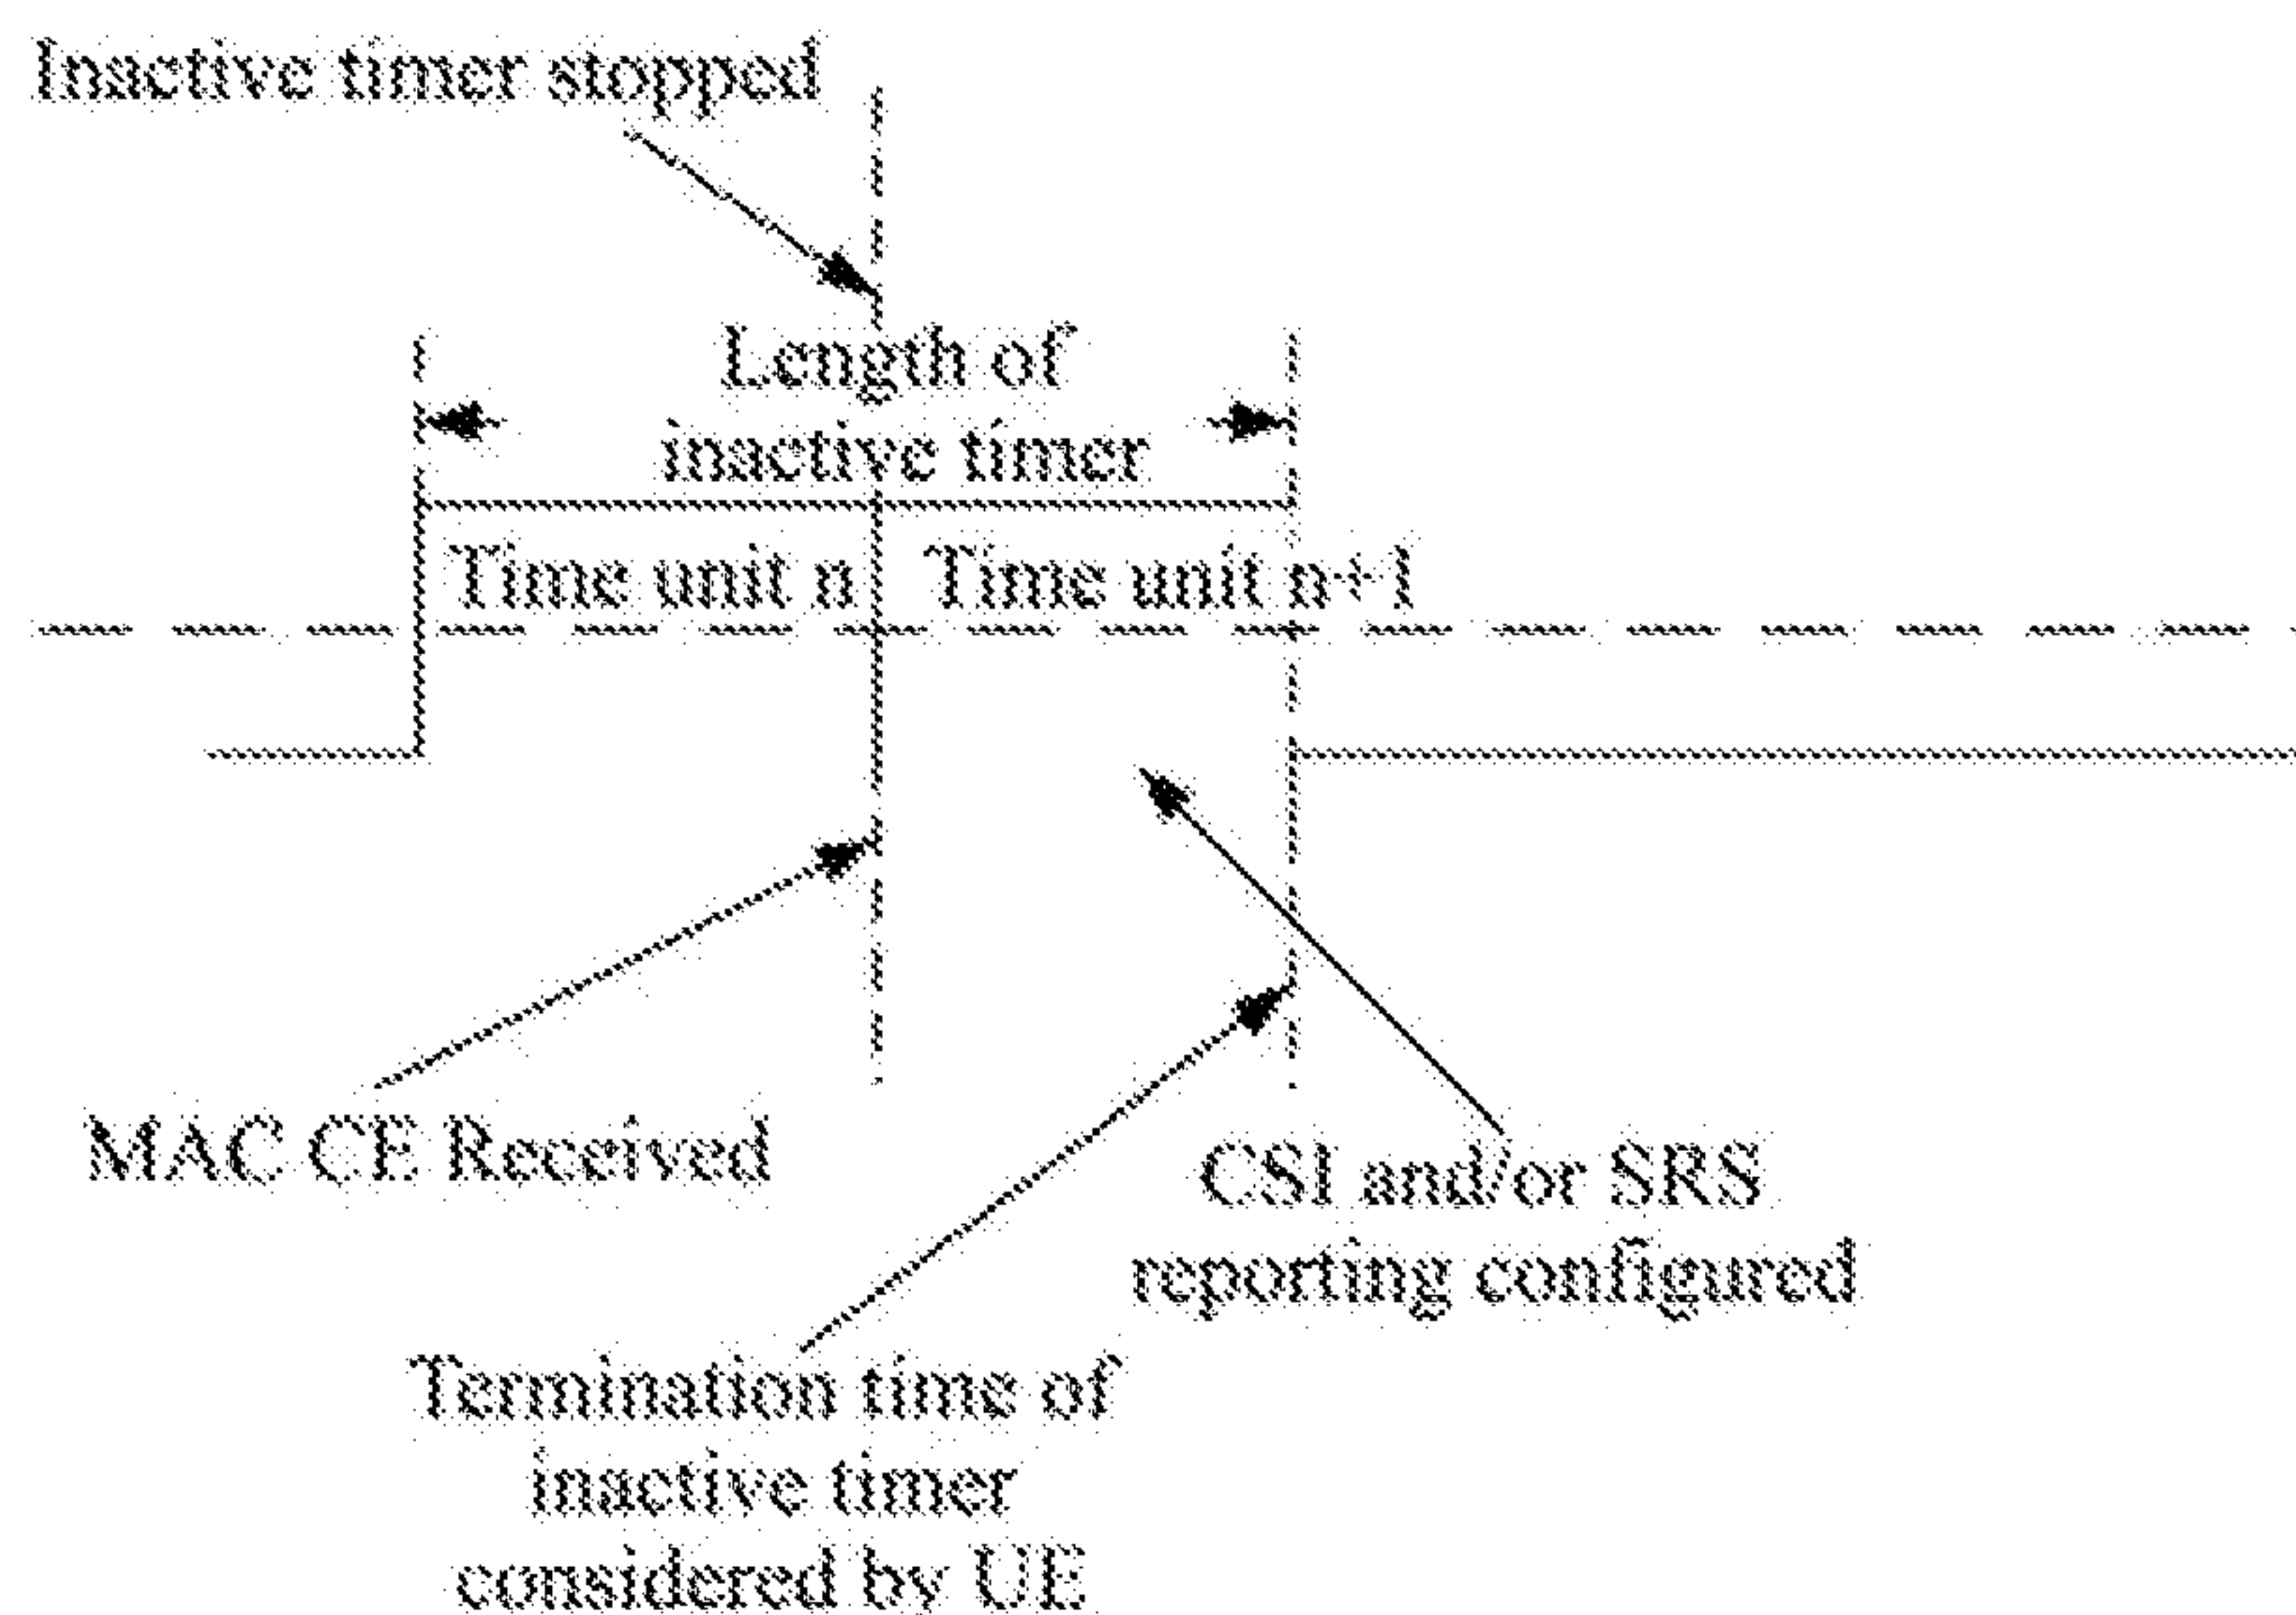 Inactive timer stopped
Length of
inactive timer
Time unit n Time unit n+1
MAC CE Received
CSI and/or SRS
reporting configured
Termination time of
inactive timer
considered by UE